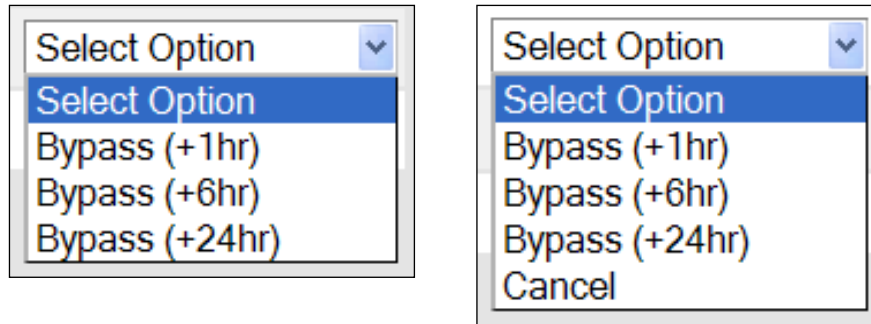 Select Option
Select Option
Bypass (+1hr)
Bypass (+6hr)
Bypass (+24hr)
Select Option
Select Option
Bypass (+1hr)
Bypass (+6hr)
Bypass (+24hr)
Cancel